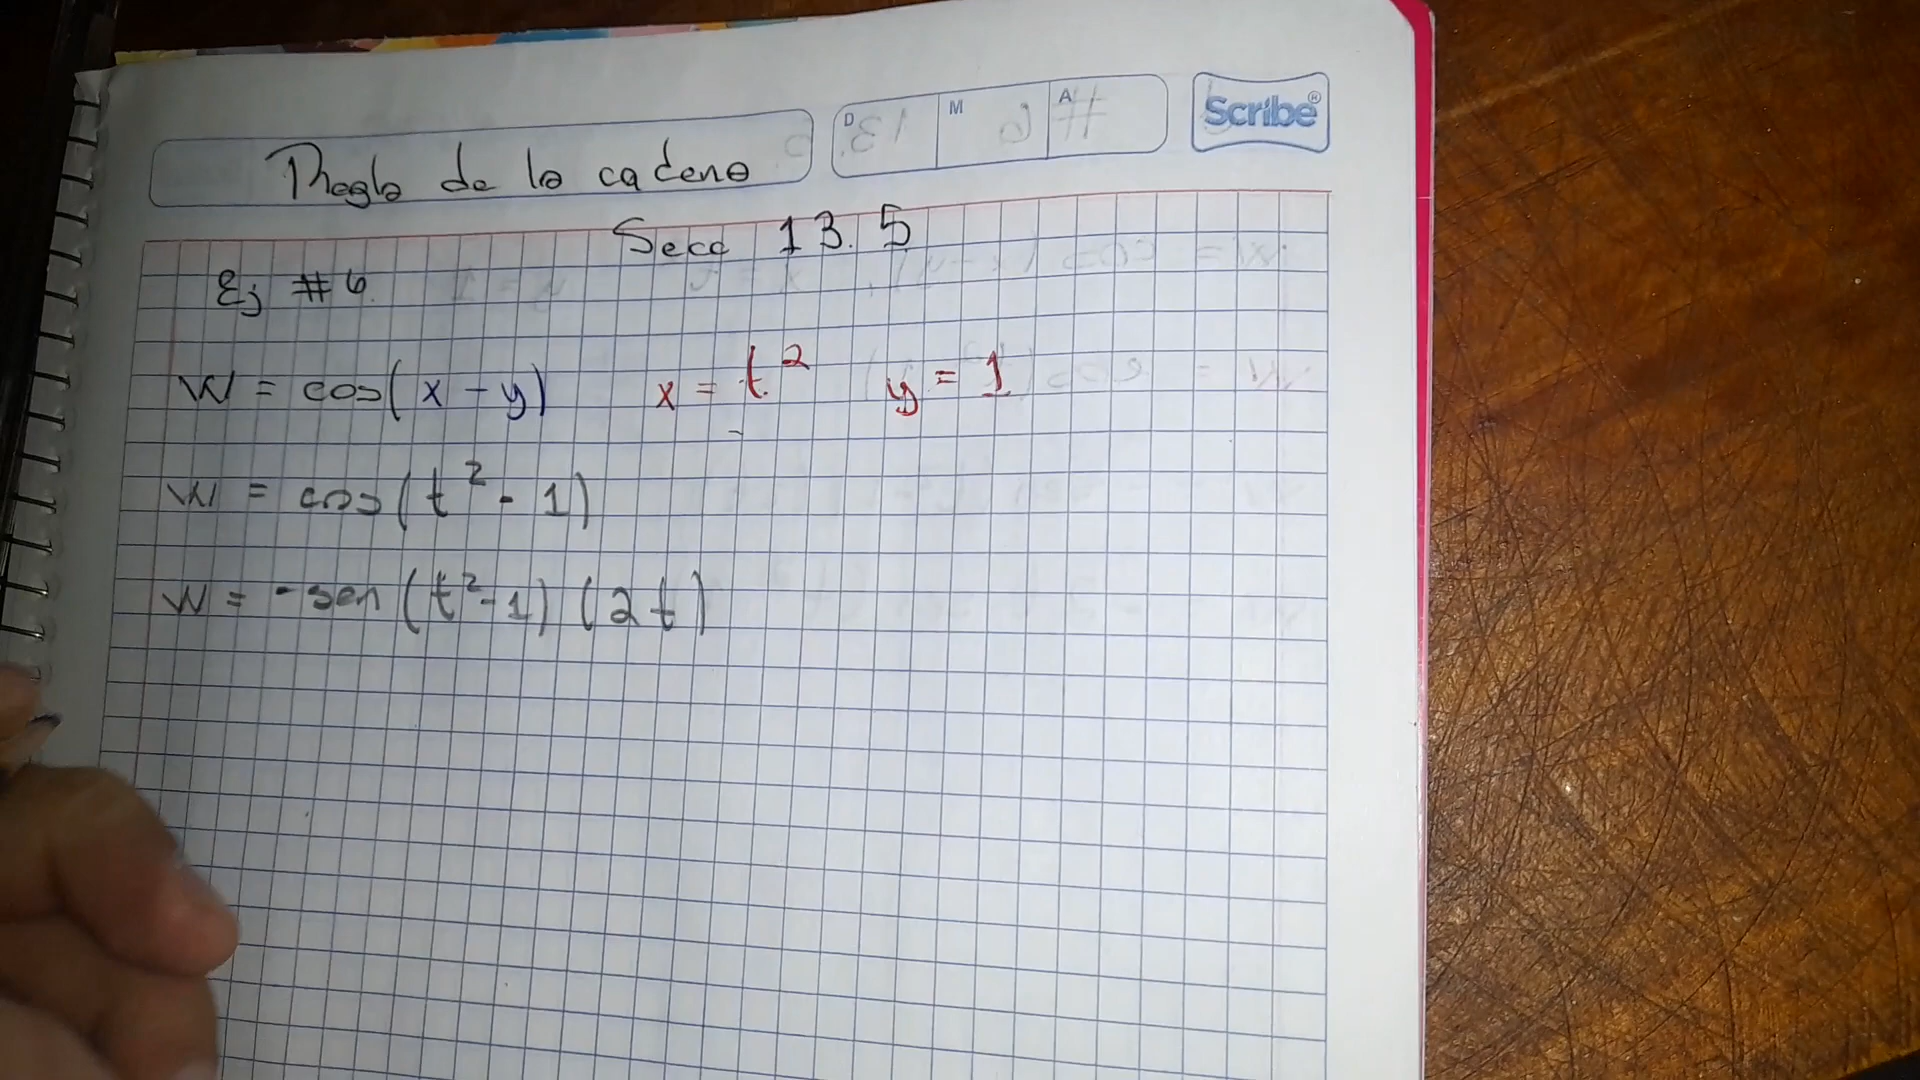 Regla de la cadena
D M A
Scribe®
Secc 13.5
Ej #6
w = cos(x - y) x = t² y = 1
w = cos(t² - 1)
w = -sen (t² - 1) (2t)